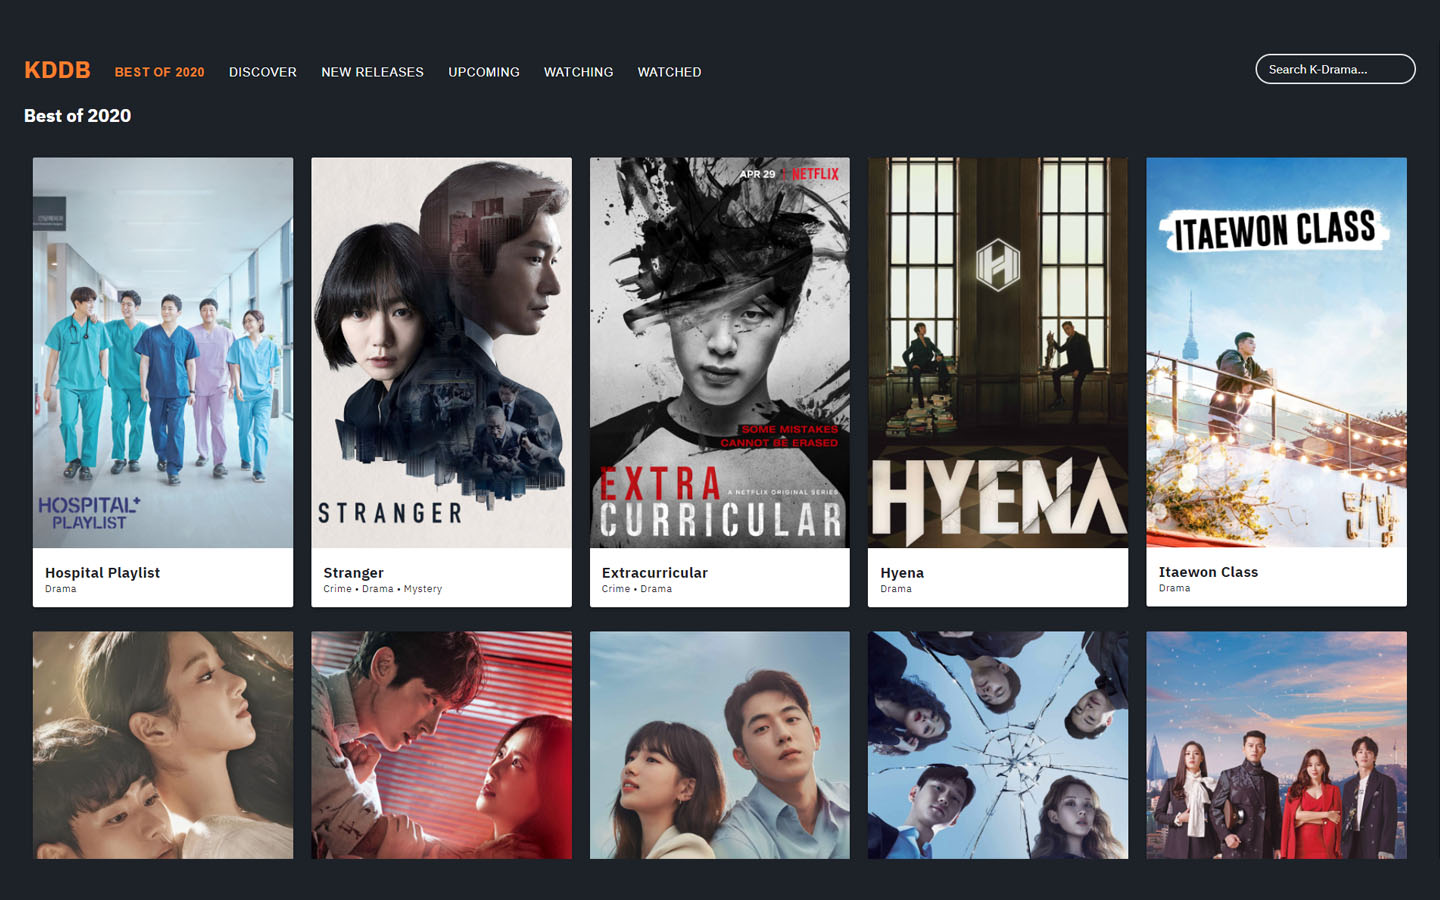 KDDB
BEST OF 2020
DISCOVER
NEW RELEASES
UPCOMING
WATCHING
WATCHED
Search K-Drama...
Best of 2020
HOSPITAL+
PLAYLIST
STRANGER
APR 29
NETFLIX
SOME MISTAKES
CANNOT BE ERASED
EXTRA
A NETFLIX ORIGINAL SERIES
CURRICULAR
H
HYENA
ITAEWON CLASS
Hospital Playlist
Drama
Stranger
Crime • Drama • Mystery
Extracurricular
Crime • Drama
Hyena
Drama
Itaewon Class
Drama